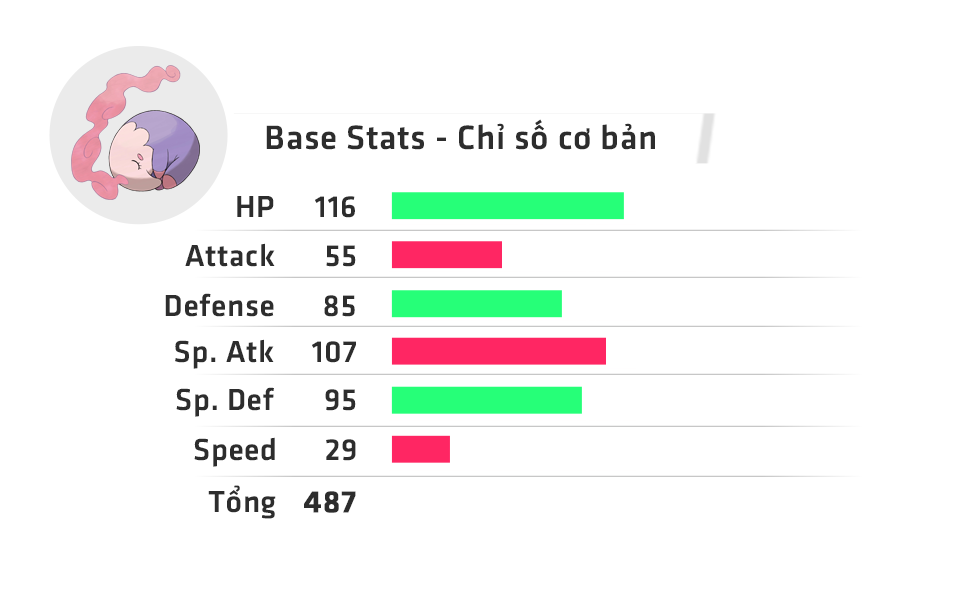 Base Stats - Chỉ số cơ bản
HP 116
Attack 55
Defense 85
Sp. Atk 107
Sp. Def 95
Speed 29
Tổng 487